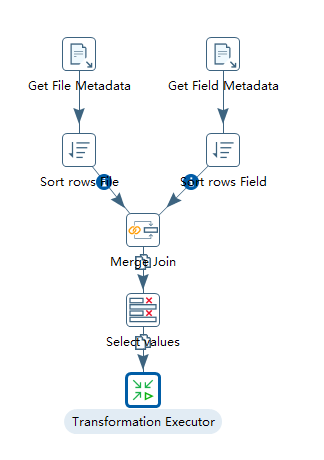 Get File Metadata
Get Field Metadata
Sort rows file
Sort rows Field
Merge Join
Select values
Transformation Executor